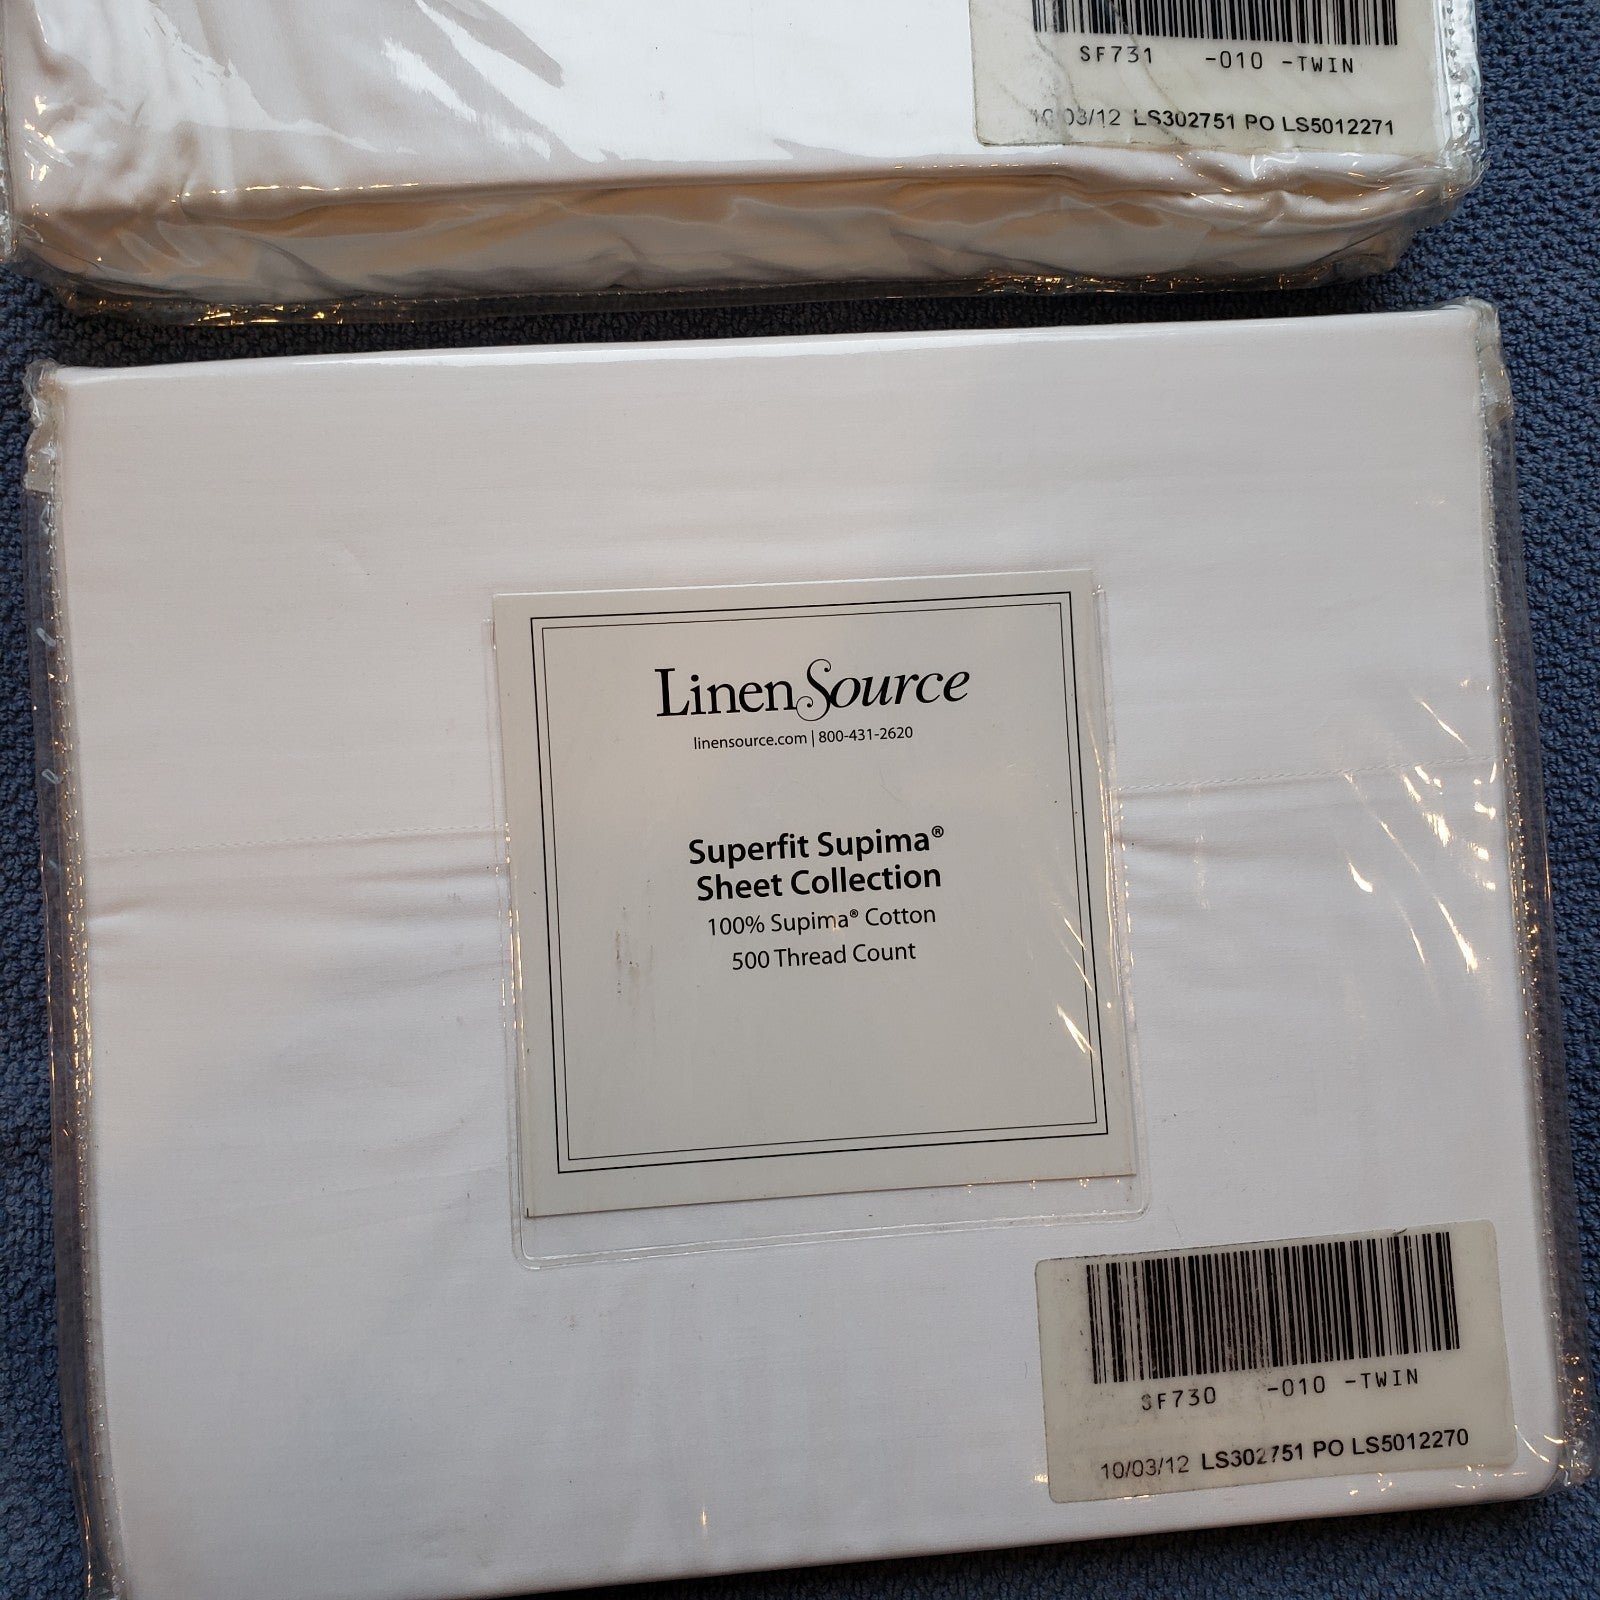 SF731 -010 -TWIN
10/03/12 LS302751 PO LS5012271
LinenSource
linensource.com | 800-431-2620
Superfit Supima®
Sheet Collection
100% Supima® Cotton
500 Thread Count
SF730 -010 -TWIN
10/03/12 LS302751 PO LS5012270